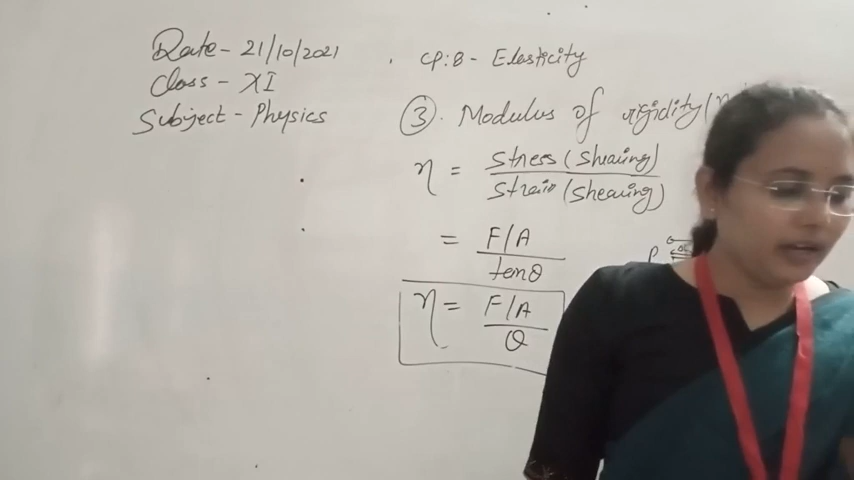 Date - 21/10/2021
Class - XI
Subject - Physics
CP: 8 - Elasticity
③. Modulus of rigidity (
η = Stress (Shearing)
Strain (Shearing)
= F/A
tanθ
η = F/A
θ
P